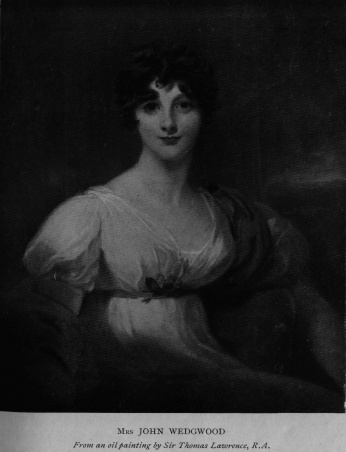 Mrs JOHN WEDGWOOD
From an oil painting by Sir Thomas Lawrence, R.A.